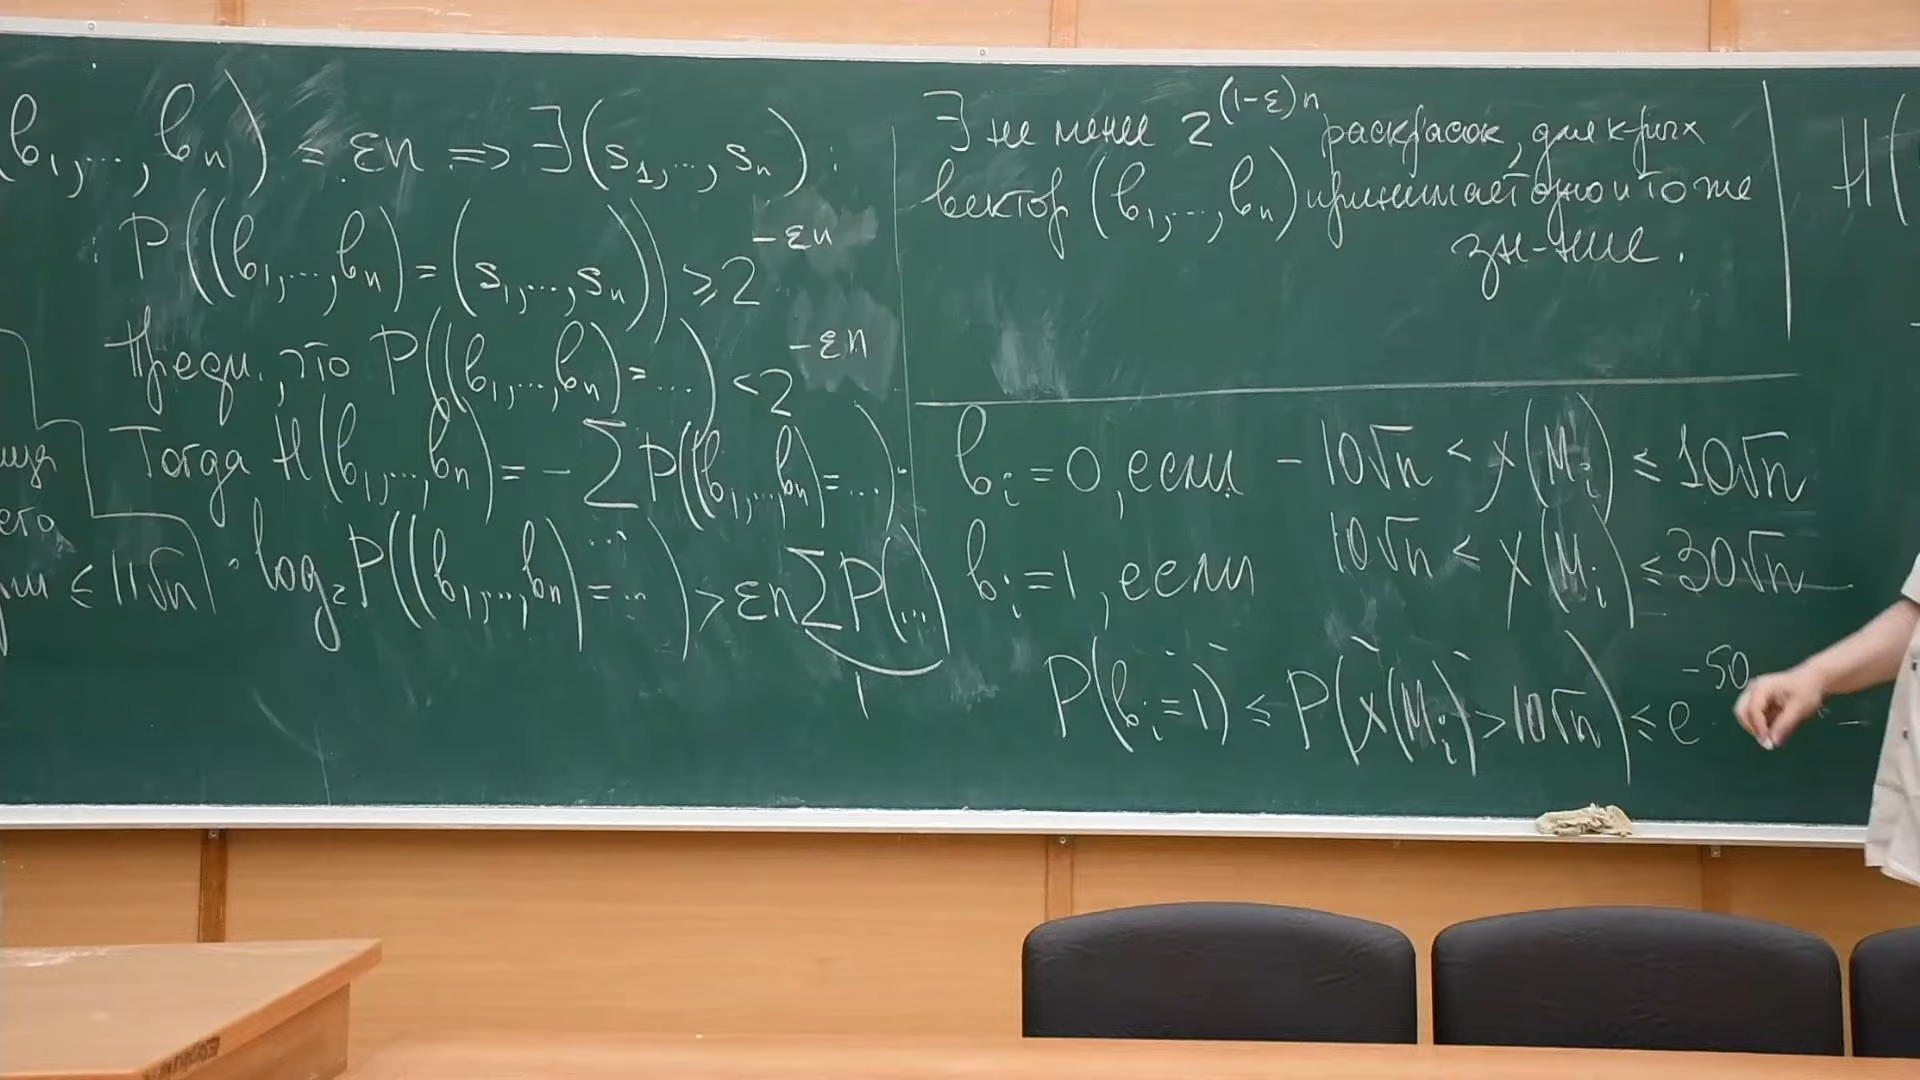 (b₁,...,bₙ) ≤ εn => ∃(s₁,...,sₙ):
P((b₁,...,bₙ)=(s₁,...,sₙ)) ≥ 2^{-εn}
Предп., что P((b₁,...,bₙ)=...) < 2^{-εn}
Тогда H(b₁,...,bₙ) = - ∑P((b₁,...,bₙ)=...)·
· log₂P((b₁,...,bₙ)=...) > εn∑P(...)
1
его
≤ 11√n
∃ не менее 2^{(1-ε)n} раскрасок, для к-рых
вектор (b₁,...,bₙ) принимает одно и то же
зн-ние.
bᵢ = 0, если -10√n < χ(Mᵢ) ≤ 10√n
bᵢ = 1, если 10√n < χ(Mᵢ) ≤ 30√n
P(bᵢ=1) ≤ P(χ(Mᵢ) > 10√n) ≤ e^{-50}
H(